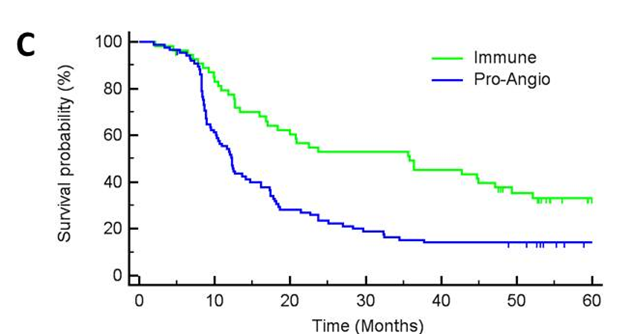 C
100
80
60
40
20
0
Survival probability (%)
Immune
Pro-Angio
0 10 20 30 40 50 60
Time (Months)